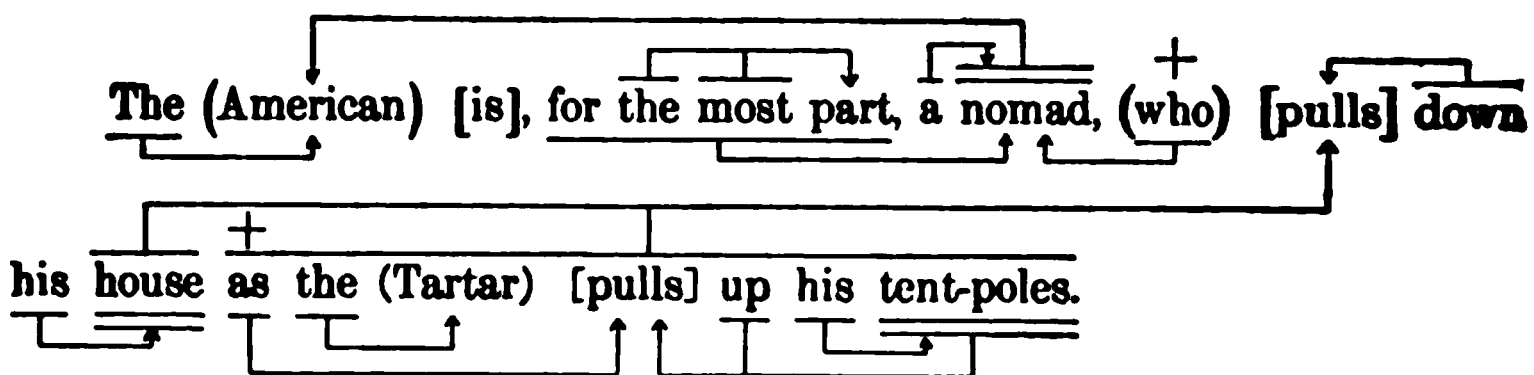 The (American) [is], for the most part, a nomad, (who) [pulls] down
his house as the (Tartar) [pulls] up his tent-poles.